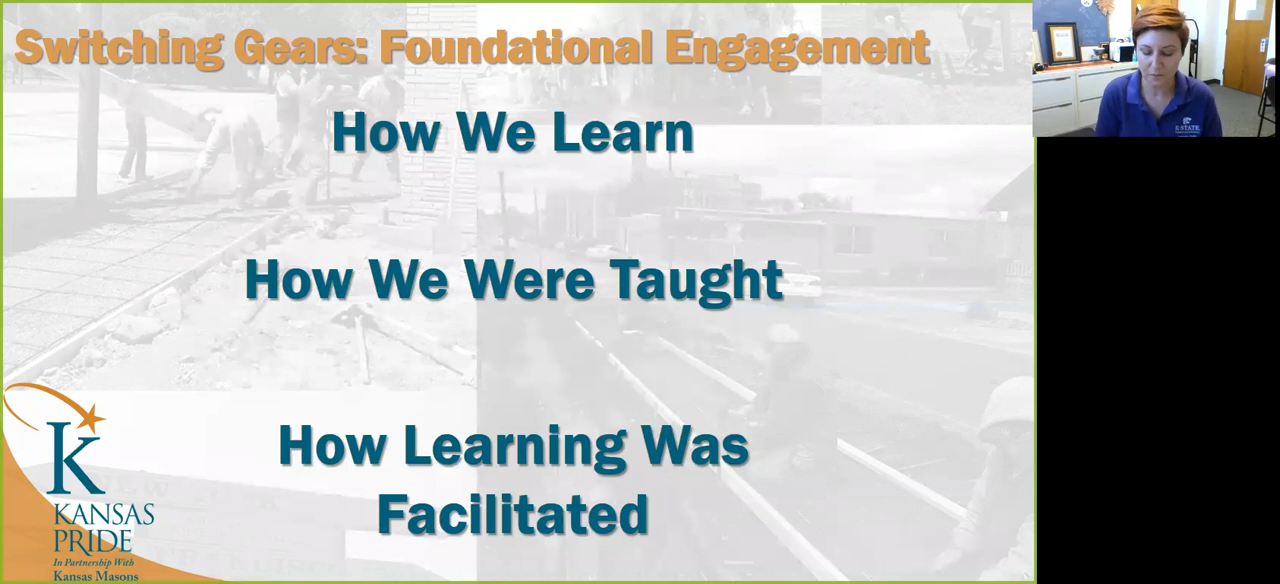 Switching Gears: Foundational Engagement
How We Learn
How We Were Taught
How Learning Was
Facilitated
K
KANSAS
PRIDE
In Partnership With
Kansas Masons
K-STATE